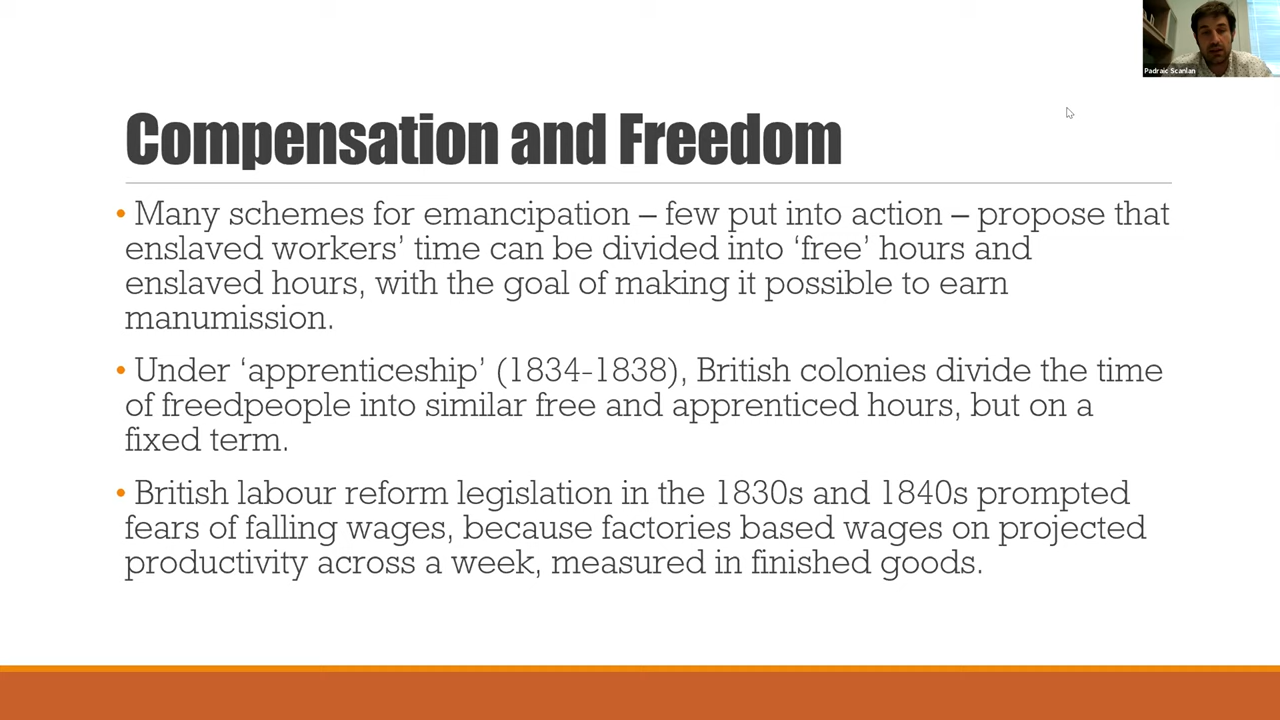 Padraic Scanlan
Compensation and Freedom
• Many schemes for emancipation – few put into action – propose that
enslaved workers’ time can be divided into ‘free’ hours and
enslaved hours, with the goal of making it possible to earn
manumission.
• Under ‘apprenticeship’ (1834-1838), British colonies divide the time
of freedpeople into similar free and apprenticed hours, but on a
fixed term.
• British labour reform legislation in the 1830s and 1840s prompted
fears of falling wages, because factories based wages on projected
productivity across a week, measured in finished goods.